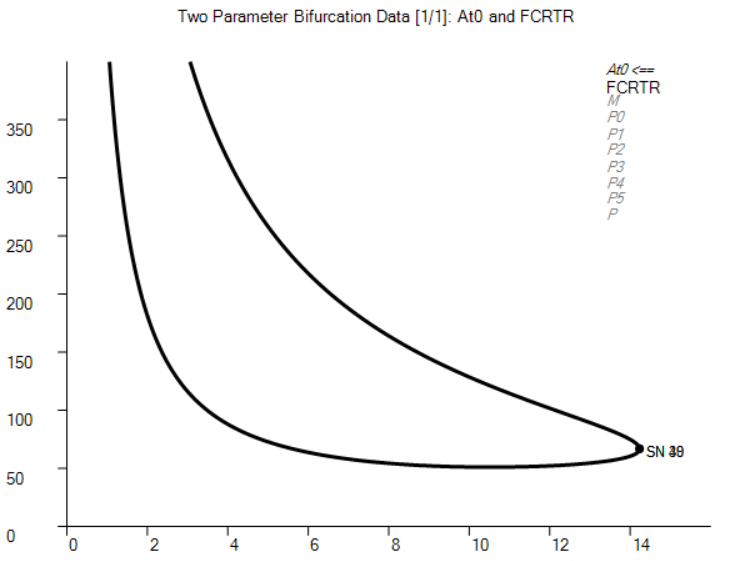 Two Parameter Bifurcation Data [1/1]: At0 and FCRTR
At0 <==
FCRTR
M
P0
P1
P2
P3
P4
P5
P
350
300
250
200
150
100
50
0
SN
0 2 4 6 8 10 12 14